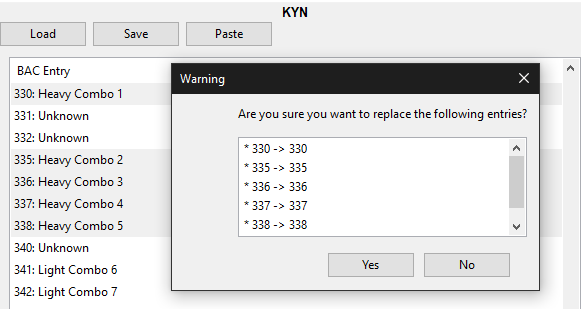 KYN
Load Save Paste
BAC Entry
330: Heavy Combo 1
331: Unknown
332: Unknown
335: Heavy Combo 2
336: Heavy Combo 3
337: Heavy Combo 4
338: Heavy Combo 5
340: Unknown
341: Light Combo 6
342: Light Combo 7
Warning
Are you sure you want to replace the following entries?
* 330 -> 330
* 335 -> 335
* 336 -> 336
* 337 -> 337
* 338 -> 338
Yes No